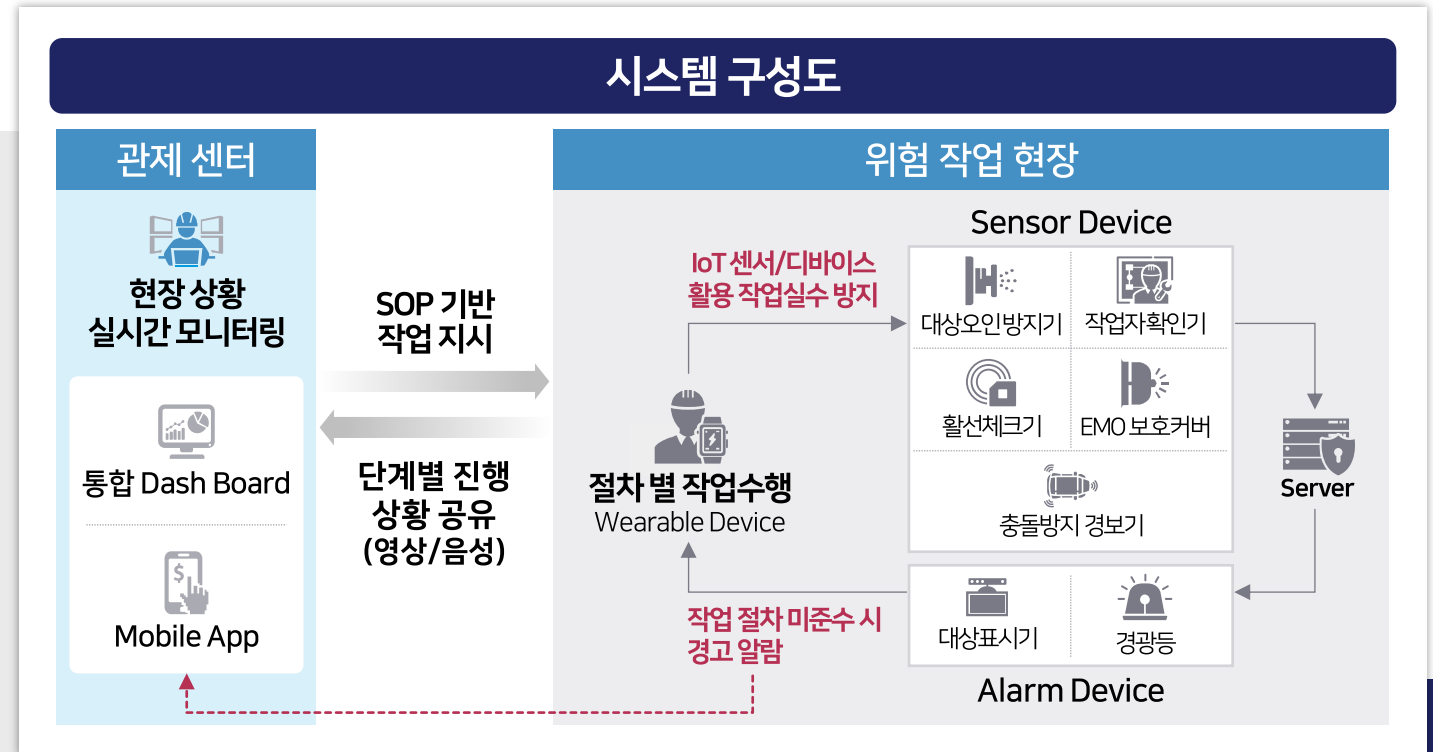 시스템 구성도
관제 센터
현장 상황
실시간 모니터링
통합 Dash Board
$
Mobile App
SOP 기반
작업 지시
단계별 진행
상황 공유
(영상/음성)
위험 작업 현장
IoT 센서/디바이스
활용 작업실수 방지
절차 별 작업수행
Wearable Device
작업 절차 미준수 시
경고 알람
Sensor Device
대상오인방지기
작업자확인기
활선체크기
EMO 보호커버
충돌방지 경보기
Server
대상표시기
경광등
Alarm Device